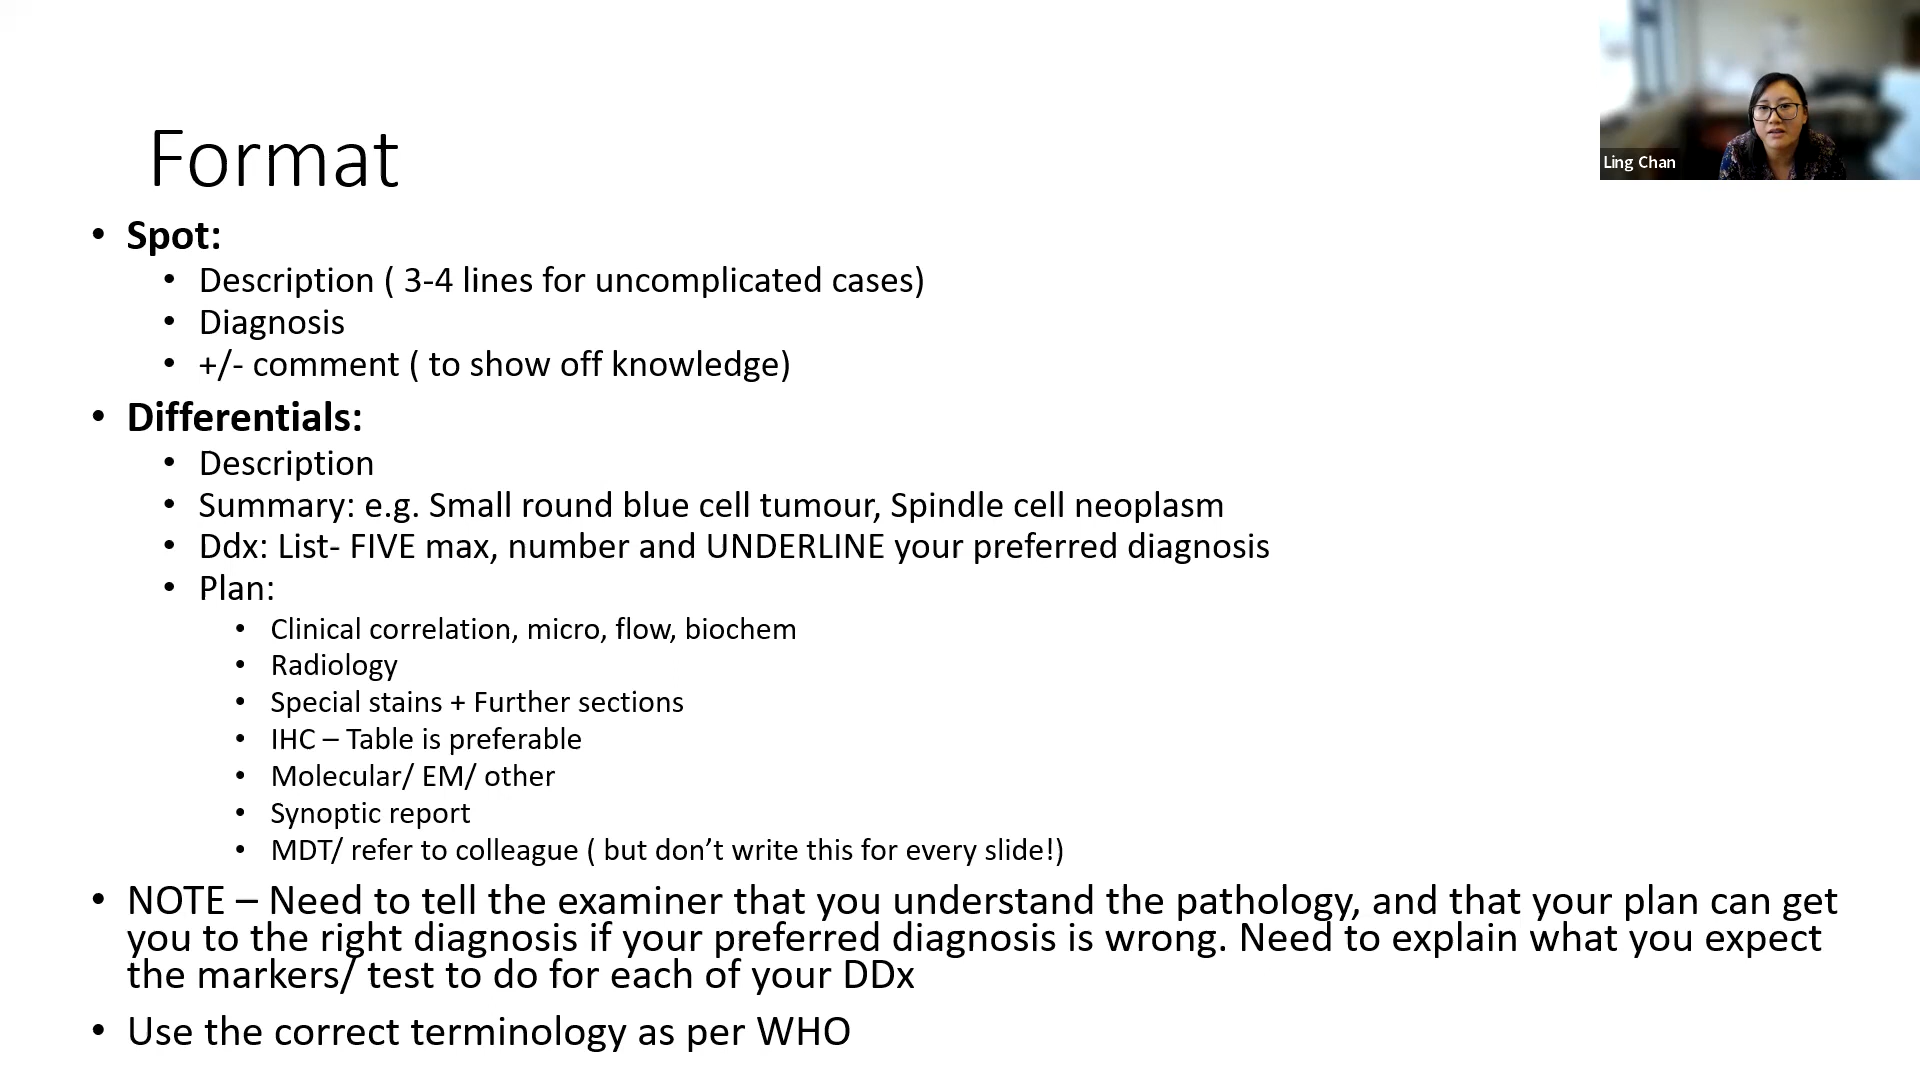 Format
Ling Chan
• Spot:
• Description ( 3-4 lines for uncomplicated cases)
• Diagnosis
• +/- comment ( to show off knowledge)
• Differentials:
• Description
• Summary: e.g. Small round blue cell tumour, Spindle cell neoplasm
• Ddx: List- FIVE max, number and UNDERLINE your preferred diagnosis
• Plan:
• Clinical correlation, micro, flow, biochem
• Radiology
• Special stains + Further sections
• IHC – Table is preferable
• Molecular/ EM/ other
• Synoptic report
• MDT/ refer to colleague ( but don’t write this for every slide!)
• NOTE – Need to tell the examiner that you understand the pathology, and that your plan can get
you to the right diagnosis if your preferred diagnosis is wrong. Need to explain what you expect
the markers/ test to do for each of your DDx
• Use the correct terminology as per WHO